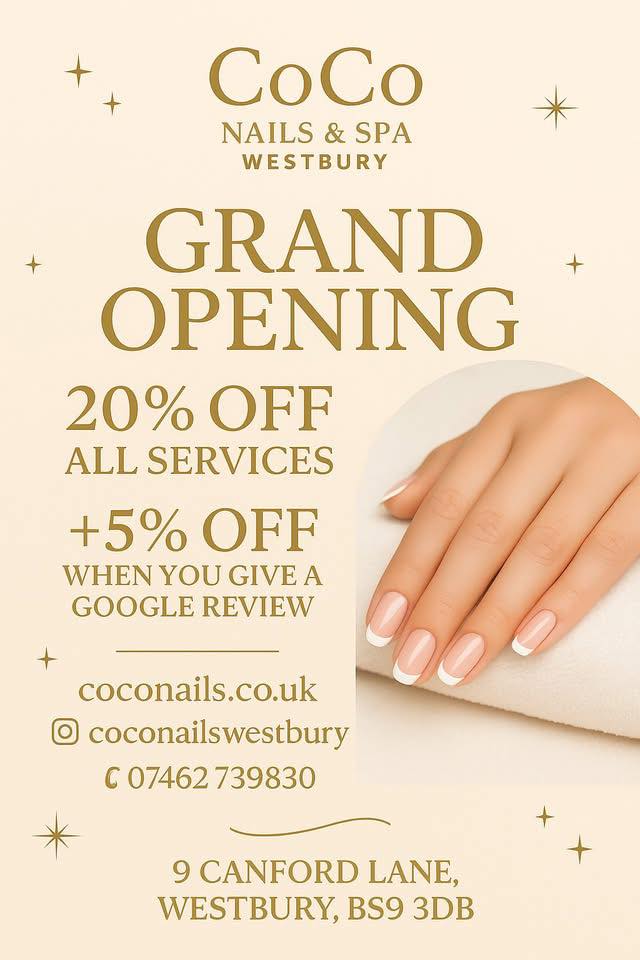 CoCo
NAILS & SPA
WESTBURY
GRAND
OPENING
20% OFF
ALL SERVICES
+5% OFF
WHEN YOU GIVE A
GOOGLE REVIEW
coconails.co.uk
coconailswestbury
07462 739830
9 CANFORD LANE,
WESTBURY, BS9 3DB